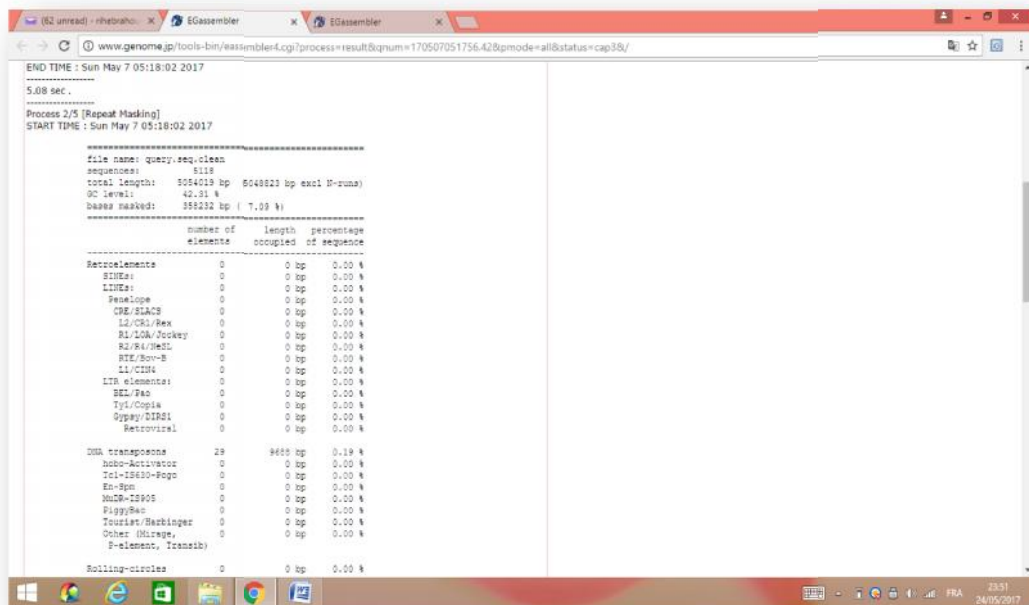 (62 unread) - rihebraho
EGassembler
EGassembler
www.genome.jp/tools-bin/eassembler4.cgi?process=result&qnum=170507051756.42&pmode=all&status=cap3&/
END TIME : Sun May 7 05:18:02 2017
------------------
5.08 sec .
------------------
Process 2/5 [Repeat Masking]
START TIME : Sun May 7 05:18:02 2017
==================================================
file name: query.seq.clean
sequences: 5118
total length: 5054019 bp 5048823 bp excl N-runs)
GC level: 42.31 %
bases masked: 358232 bp ( 7.09 %)
==================================================
number of length percentage
elements occupied of sequence
--------------------------------------------------
Retroelements 0 0 bp 0.00 %
SINEs: 0 0 bp 0.00 %
LINEs: 0 0 bp 0.00 %
Penelope 0 0 bp 0.00 %
CRE/SLACS 0 0 bp 0.00 %
L2/CR1/Rex 0 0 bp 0.00 %
R1/LOA/Jockey 0 0 bp 0.00 %
R2/R4/NeSL 0 0 bp 0.00 %
RTE/Bov-B 0 0 bp 0.00 %
L1/CIN4 0 0 bp 0.00 %
LTR elements: 0 0 bp 0.00 %
BEL/Pao 0 0 bp 0.00 %
Ty1/Copia 0 0 bp 0.00 %
Gypsy/DIRS1 0 0 bp 0.00 %
Retroviral 0 0 bp 0.00 %
DNA transposons 29 9688 bp 0.19 %
hobo-Activator 0 0 bp 0.00 %
Tc1-IS630-Pogo 0 0 bp 0.00 %
En-Spm 0 0 bp 0.00 %
MuDR-IS905 0 0 bp 0.00 %
PiggyBac 0 0 bp 0.00 %
Tourist/Harbinger 0 0 bp 0.00 %
Other (Mirage, 0 0 bp 0.00 %
P-element, Transib)
Rolling-circles 0 0 bp 0.00 %
FRA
23:51
24/05/2017